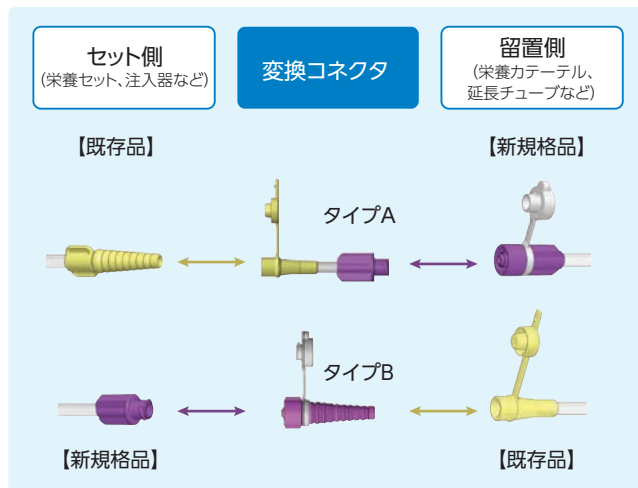 セット側
(栄養セット、注入器など)
変換コネクタ
留置側
(栄養カテーテル、
延長チューブなど)
【既存品】
【新規格品】
タイプA
タイプB
【新規格品】
【既存品】